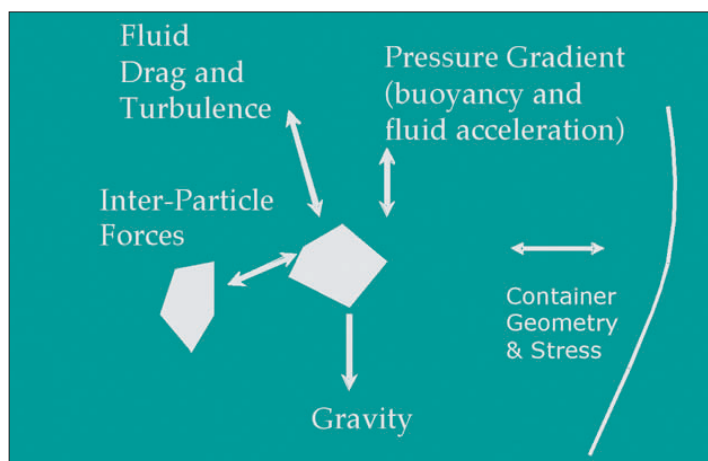 Fluid
Drag and
Turbulence
Pressure Gradient
(buoyancy and
fluid acceleration)
Inter-Particle
Forces
Container
Geometry
& Stress
Gravity